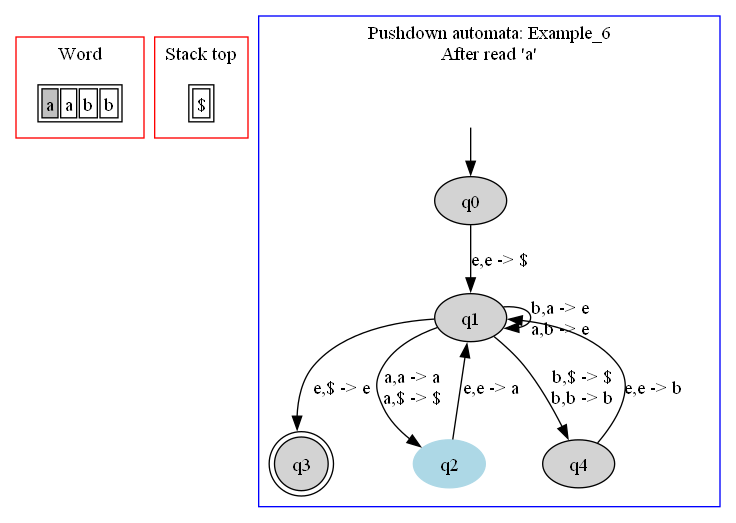 Word
a a b b
Stack top
$
Pushdown automata: Example_6
After read 'a'
q0
e,e -> $
q1
b,a -> e
a,b -> e
e,$ -> e
a,a -> a
a,$ -> $
e,e -> a
b,$ -> $
b,b -> b
e,e -> b
q3
q2
q4